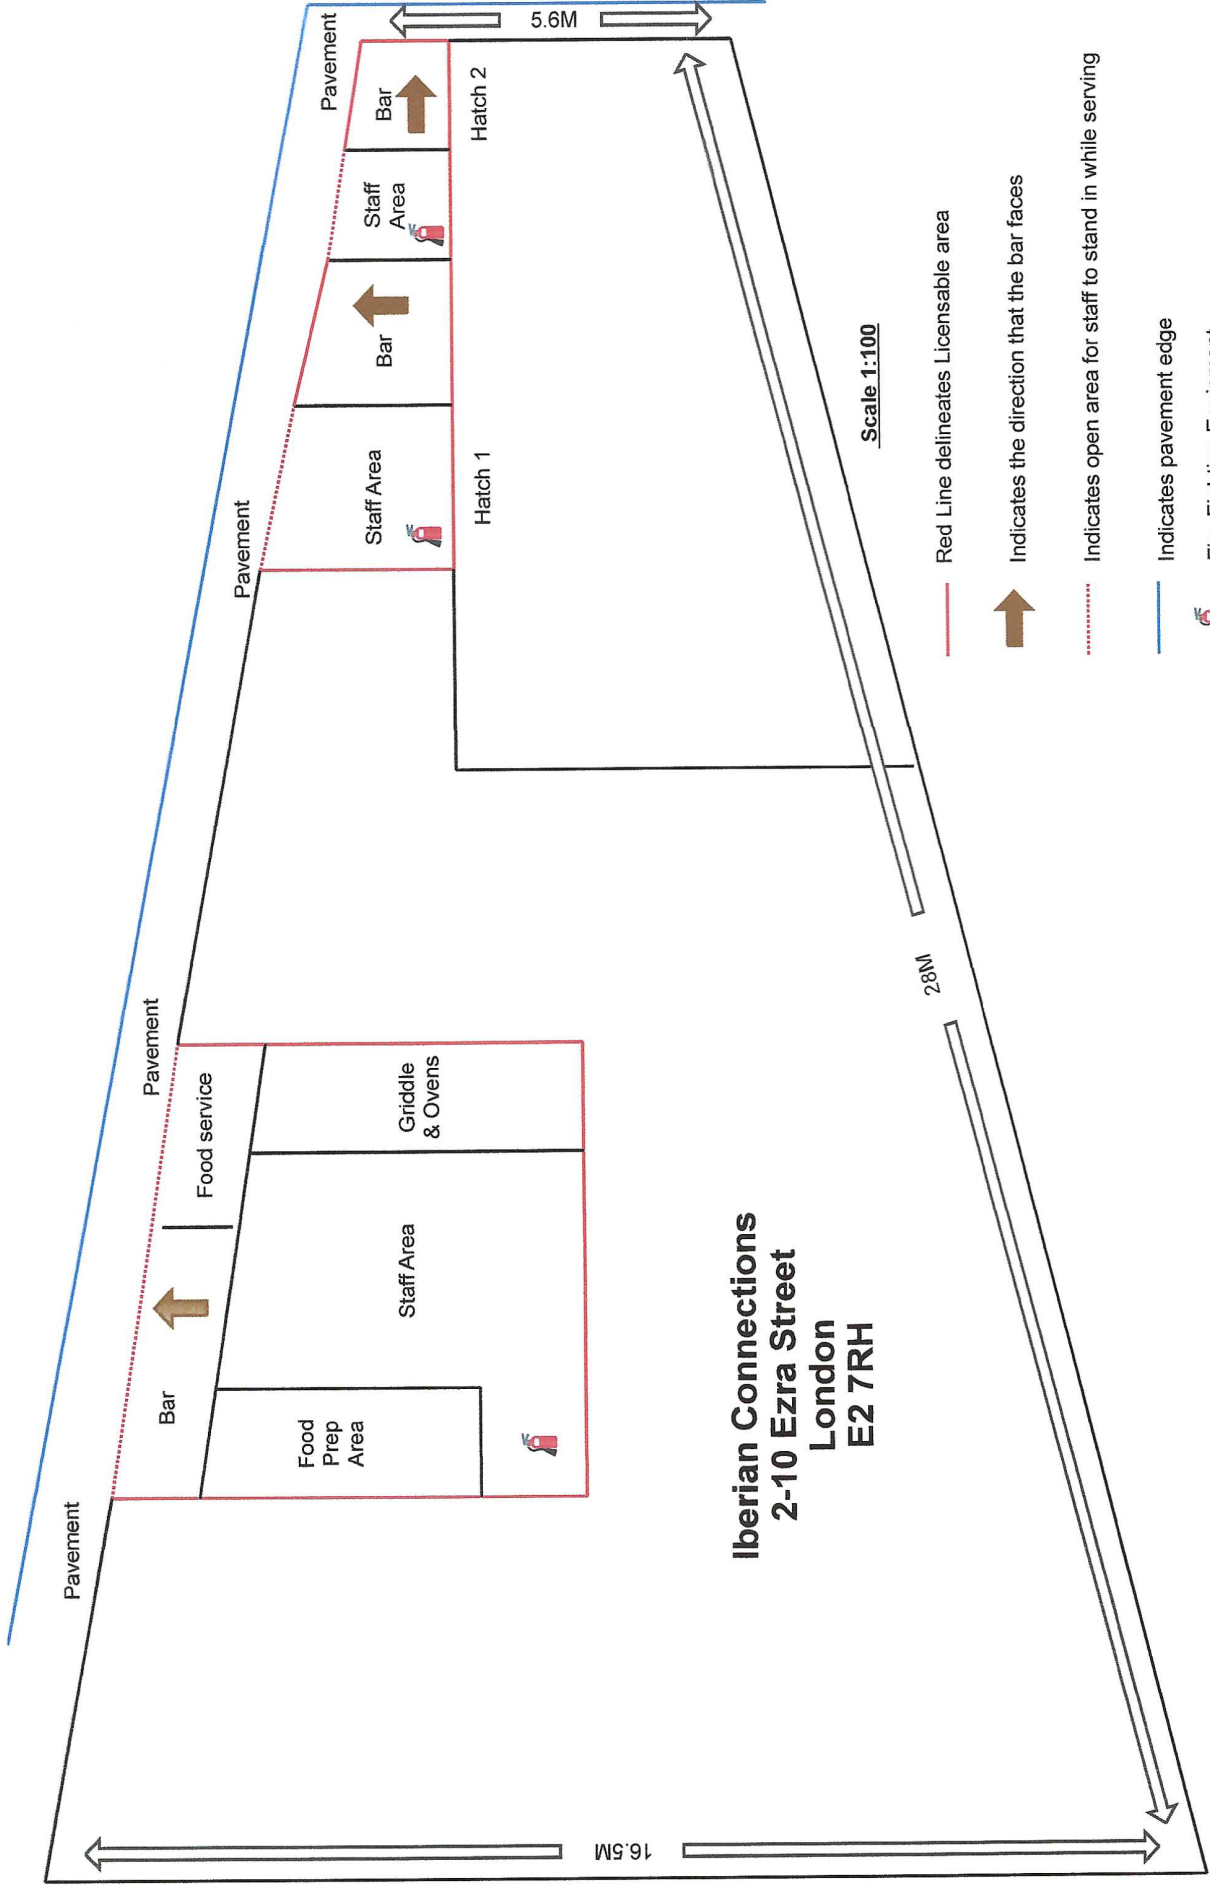 Pavement
Pavement
Pavement
Pavement
Bar
Food service
Food
Prep
Area
Staff Area
Griddle
& Ovens
Staff Area
Bar
Staff
Area
Bar
Hatch 1
Hatch 2
5.6M
16.5M
28M
Iberian Connections
2-10 Ezra Street
London
E2 7RH
Scale 1:100
Red Line delineates Licensable area
Indicates the direction that the bar faces
Indicates open area for staff to stand in while serving
Indicates pavement edge